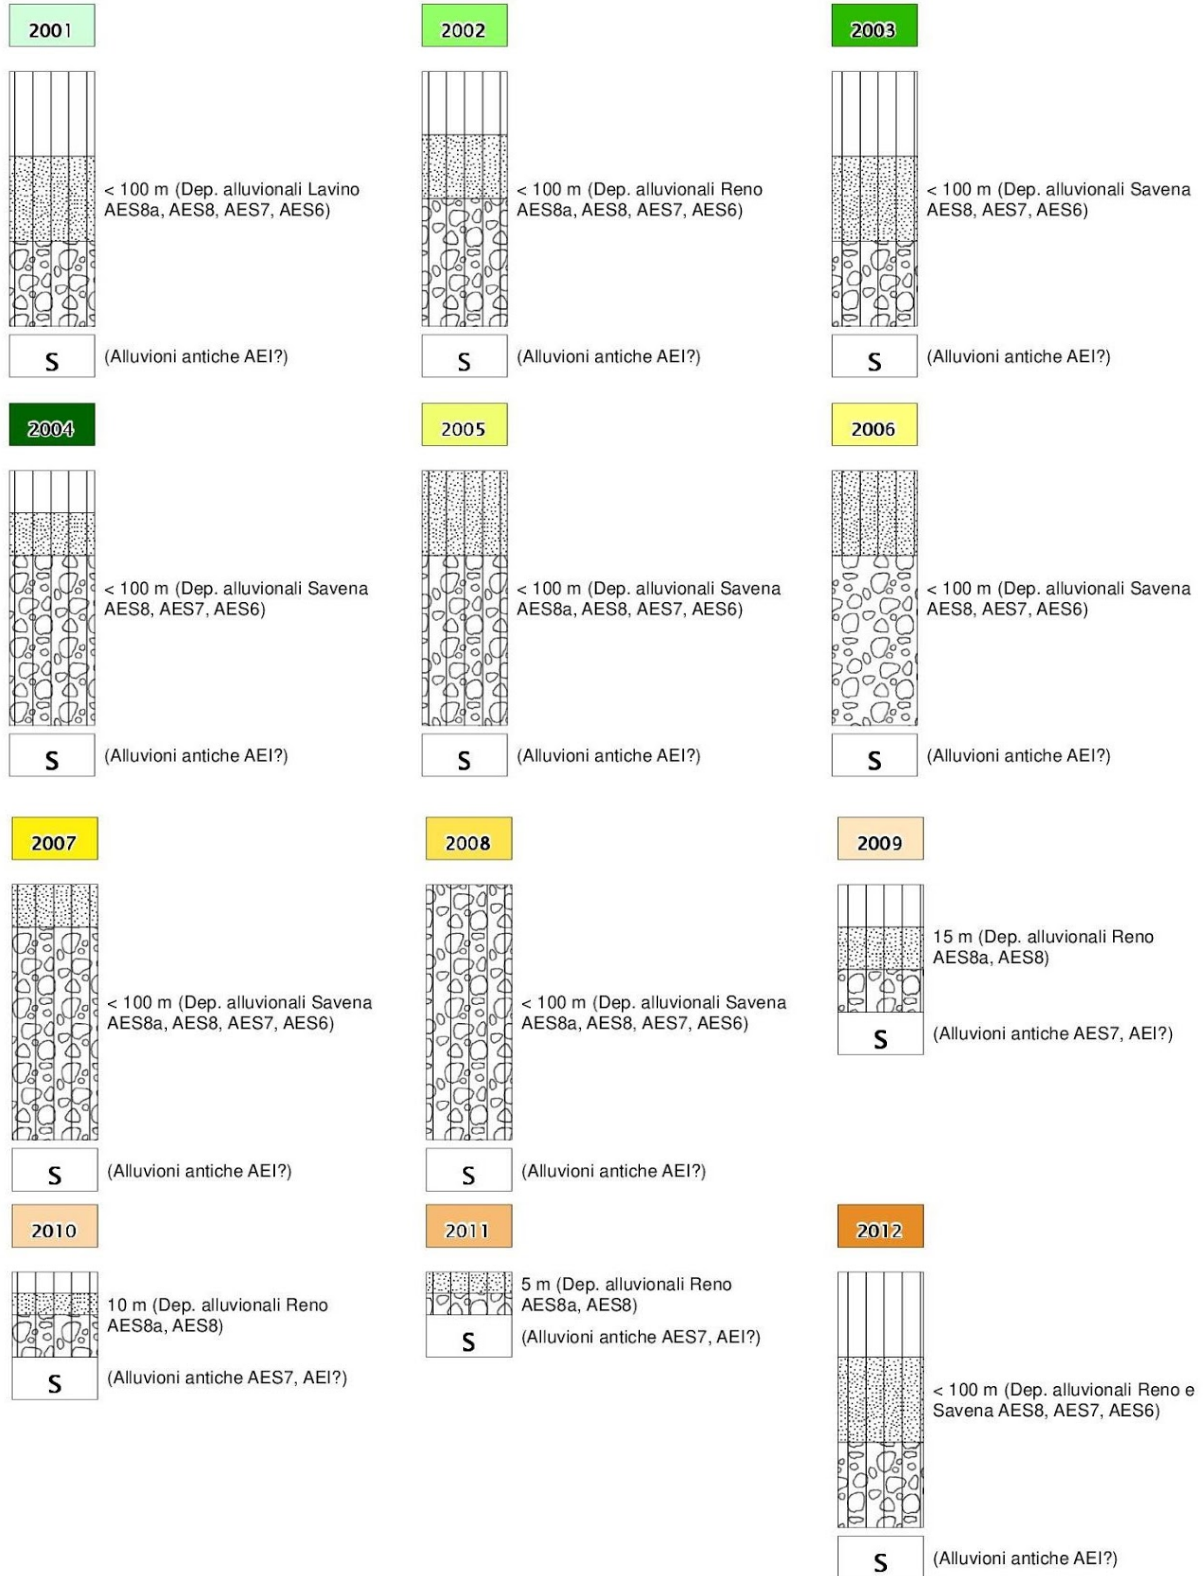 2001
2002
2003
< 100 m (Dep. alluvionali Lavino
AES8a, AES8, AES7, AES6)
< 100 m (Dep. alluvionali Reno
AES8a, AES8, AES7, AES6)
< 100 m (Dep. alluvionali Savena
AES8, AES7, AES6)
S
(Alluvioni antiche AEI?)
S
(Alluvioni antiche AEI?)
S
(Alluvioni antiche AEI?)
2004
2005
2006
< 100 m (Dep. alluvionali Savena
AES8, AES7, AES6)
< 100 m (Dep. alluvionali Savena
AES8a, AES8, AES7, AES6)
< 100 m (Dep. alluvionali Savena
AES8, AES7, AES6)
S
(Alluvioni antiche AEI?)
S
(Alluvioni antiche AEI?)
S
(Alluvioni antiche AEI?)
2007
2008
2009
< 100 m (Dep. alluvionali Savena
AES8a, AES8, AES7, AES6)
< 100 m (Dep. alluvionali Savena
AES8a, AES8, AES7, AES6)
15 m (Dep. alluvionali Reno
AES8a, AES8)
S
(Alluvioni antiche AES7, AEI?)
S
(Alluvioni antiche AEI?)
S
(Alluvioni antiche AEI?)
2010
2011
2012
10 m (Dep. alluvionali Reno
AES8a, AES8)
S
(Alluvioni antiche AES7, AEI?)
5 m (Dep. alluvionali Reno
AES8a, AES8)
S
(Alluvioni antiche AES7, AEI?)
< 100 m (Dep. alluvionali Reno e
Savena AES8, AES7, AES6)
S
(Alluvioni antiche AEI?)